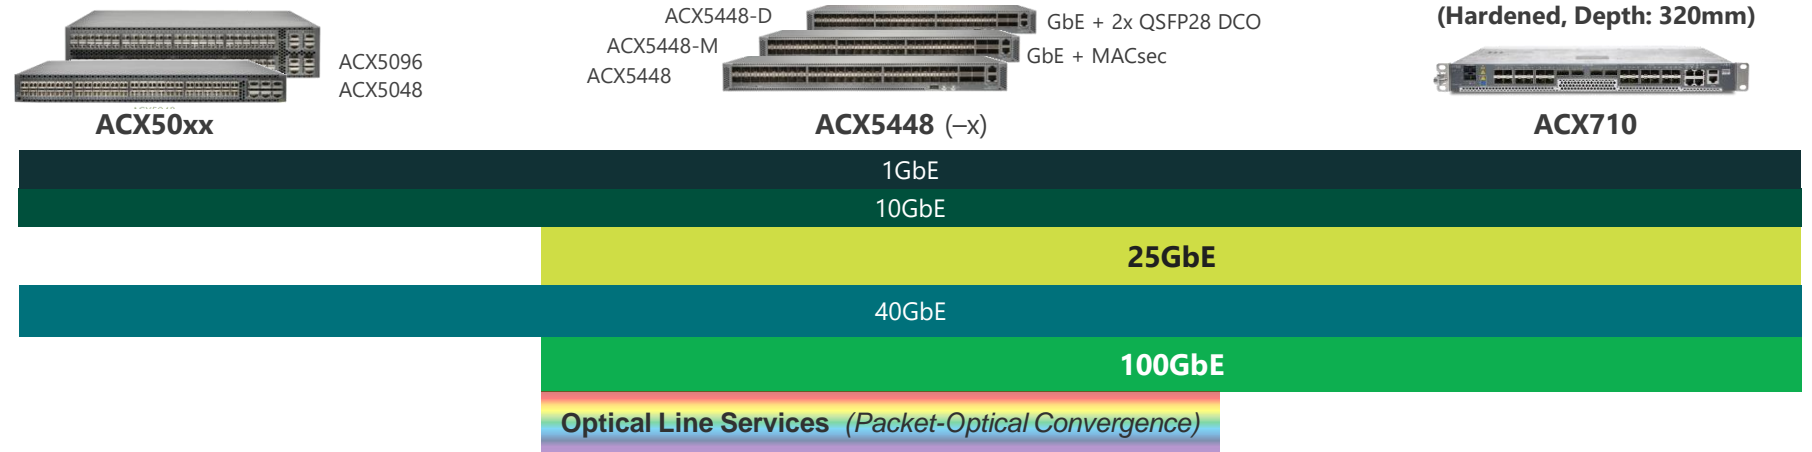 ACX5096
ACX5048
ACX50xx
ACX5448-D
ACX5448-M
ACX5448
GbE + 2x QSFP28 DCO
GbE + MACsec
ACX5448 (–x)
(Hardened, Depth: 320mm)
ACX710
1GbE
10GbE
25GbE
40GbE
100GbE
Optical Line Services (Packet-Optical Convergence)